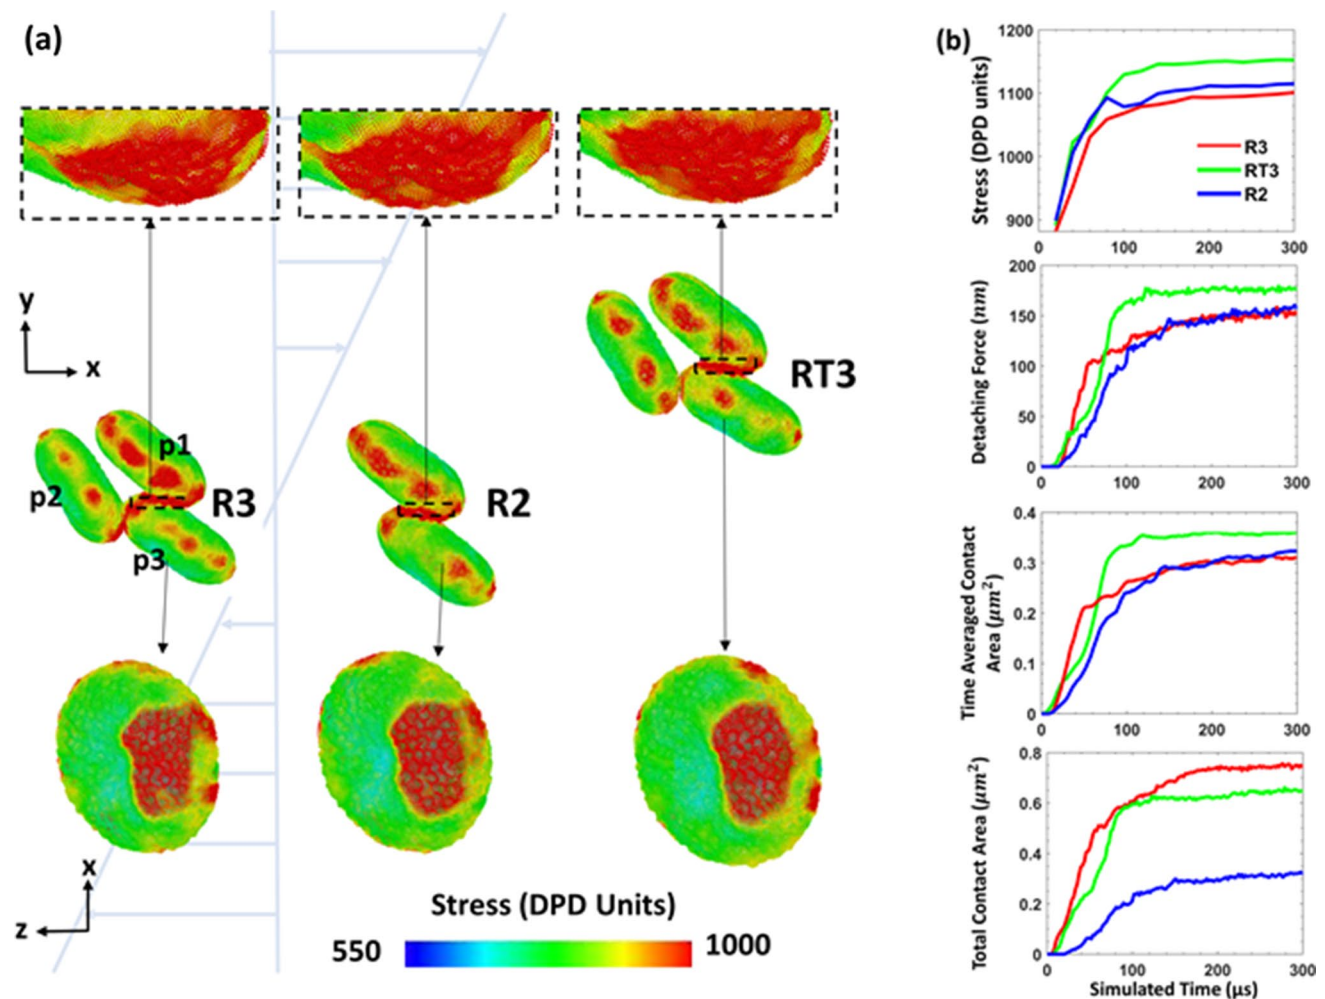 (a)
y
x
p1
p2
p3
R3
R2
RT3
x
z
Stress (DPD Units)
550
1000
(b)
Stress (DPD units)
1200
1100
1000
900
0
100
200
300
R3
RT3
R2
Detaching Force (nm)
200
150
100
50
0
0
100
200
300
Time Averaged Contact
Area (μm²)
0.4
0.3
0.2
0.1
0
0
100
200
300
Total Contact Area (μm²)
0.8
0.6
0.4
0.2
0
0
100
200
300
Simulated Time (μs)